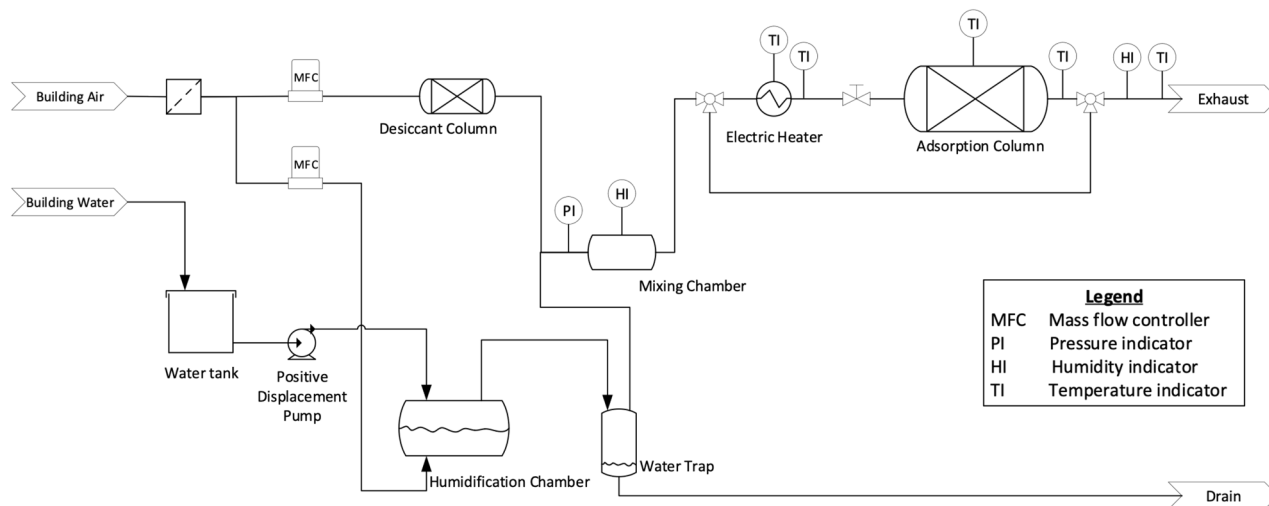 TI
TI
TI
TI
HI
TI
MFC
Building Air
Exhaust
Desiccant Column
Electric Heater
Adsorption Column
MFC
Building Water
PI
HI
Mixing Chamber
Legend
MFC Mass flow controller
PI Pressure indicator
HI Humidity indicator
TI Temperature indicator
Water tank
Positive
Displacement
Pump
Humidification Chamber
Water Trap
Drain